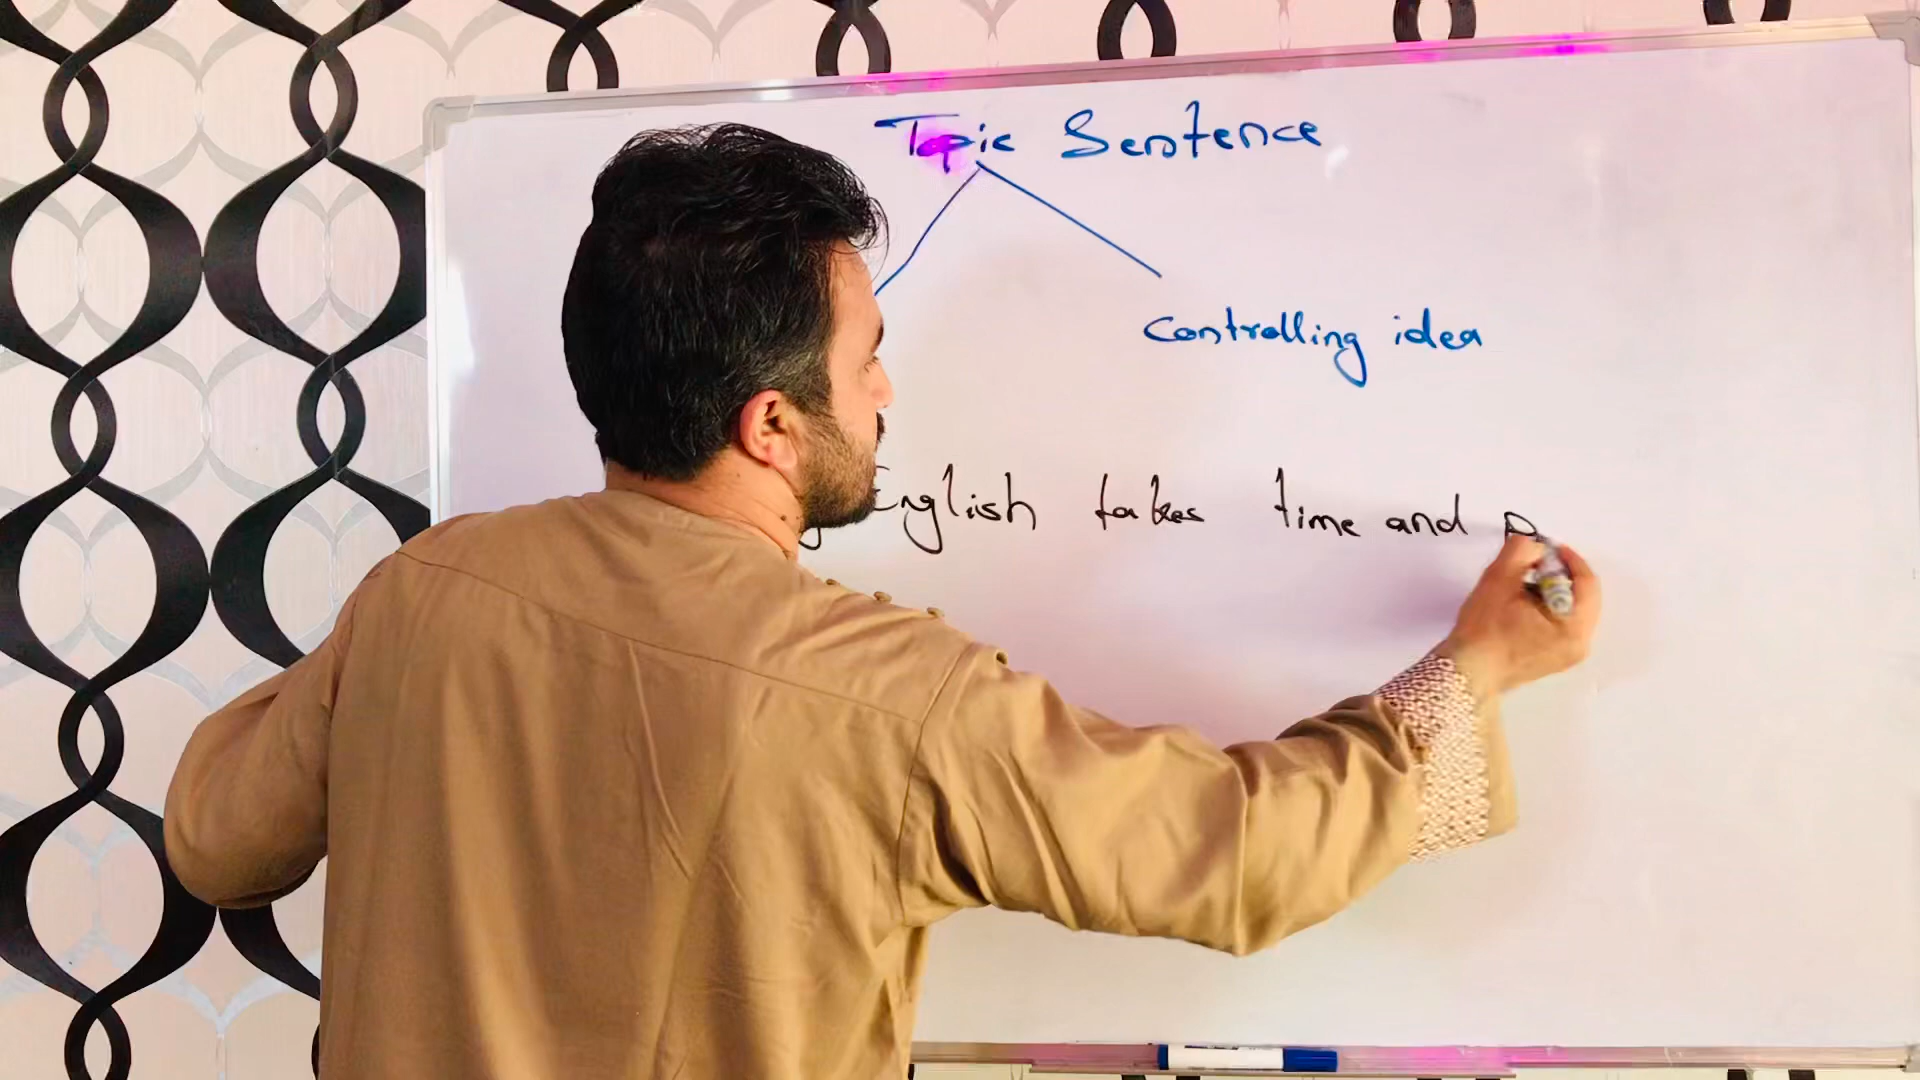 Topic Sentence
Controlling idea
English takes time and